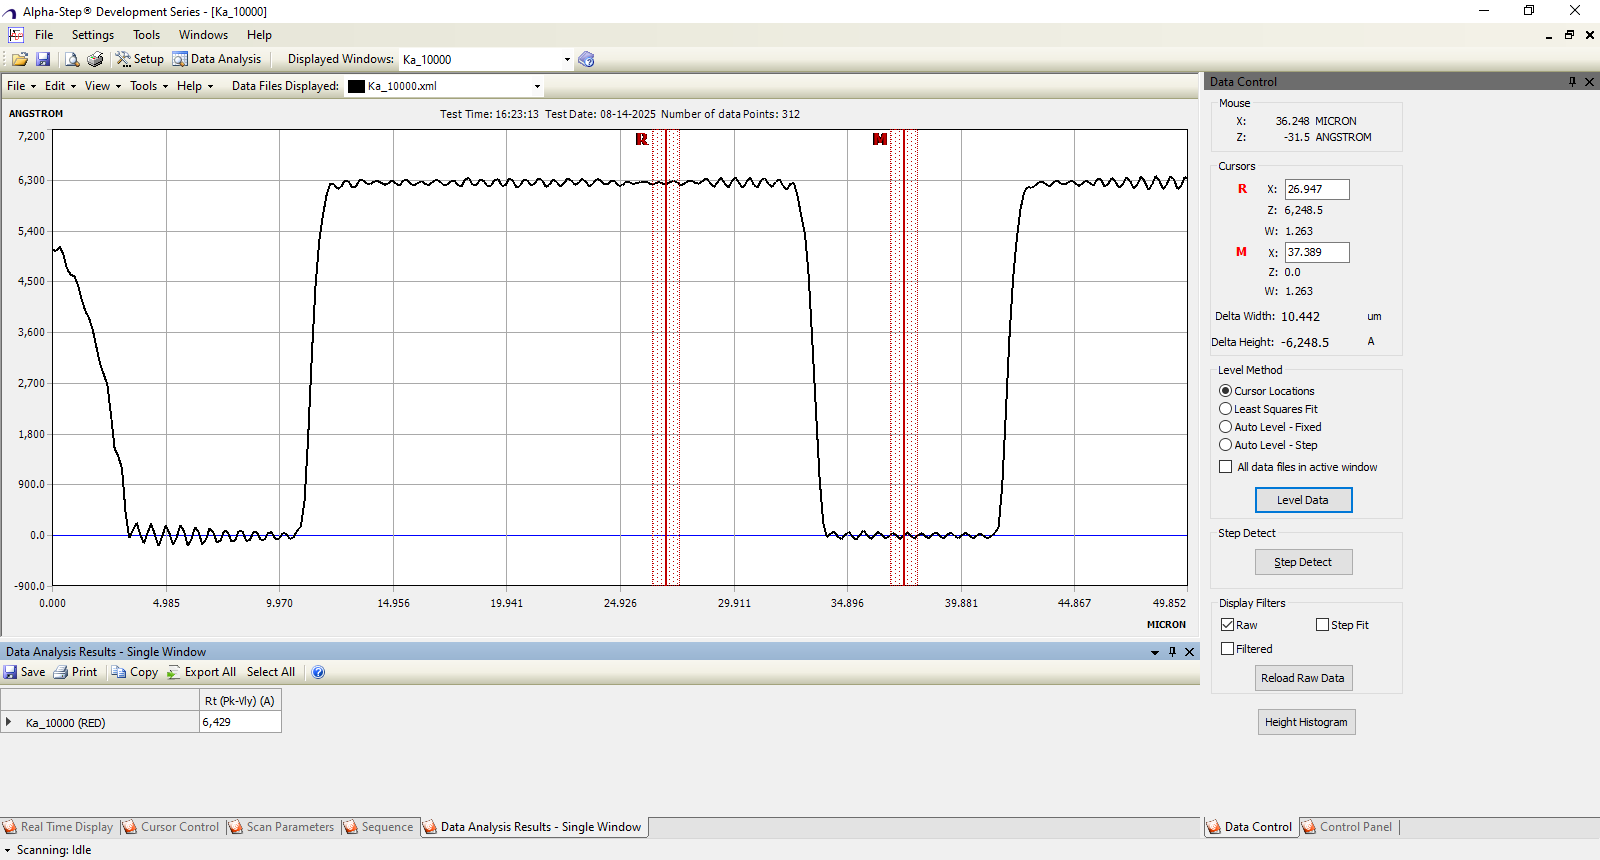 Alpha-Step® Development Series - [Ka_10000]
File Settings Tools Windows Help
Setup Data Analysis Displayed Windows: Ka_10000
File Edit View Tools Help Data Files Displayed: Ka_10000.xml
ANGSTROM
Test Time: 16:23:13 Test Date: 08-14-2025 Number of data Points: 312
7,200
6,300
5,400
4,500
3,600
2,700
1,800
900.0
0.0
-900.0
R
M
0.000 4.985 9.970 14.956 19.941 24.926 29.911 34.896 39.881 44.867 49.852
MICRON
Data Analysis Results - Single Window
Save Print Copy Export All Select All
Rt (Pk-Vly) (A)
Ka_10000 (RED) 6,429
Real Time Display Cursor Control Scan Parameters Sequence Data Analysis Results - Single Window
Scanning: Idle
Data Control
Mouse
X: 36.248 MICRON
Z: -31.5 ANGSTROM
Cursors
R X: 26.947
Z: 6,248.5
W: 1.263
M X: 37.389
Z: 0.0
W: 1.263
Delta Width: 10.442 um
Delta Height: -6,248.5 A
Level Method
Cursor Locations
Least Squares Fit
Auto Level - Fixed
Auto Level - Step
All data files in active window
Level Data
Step Detect
Step Detect
Display Filters
Raw Step Fit
Filtered
Reload Raw Data
Height Histogram
Data Control Control Panel